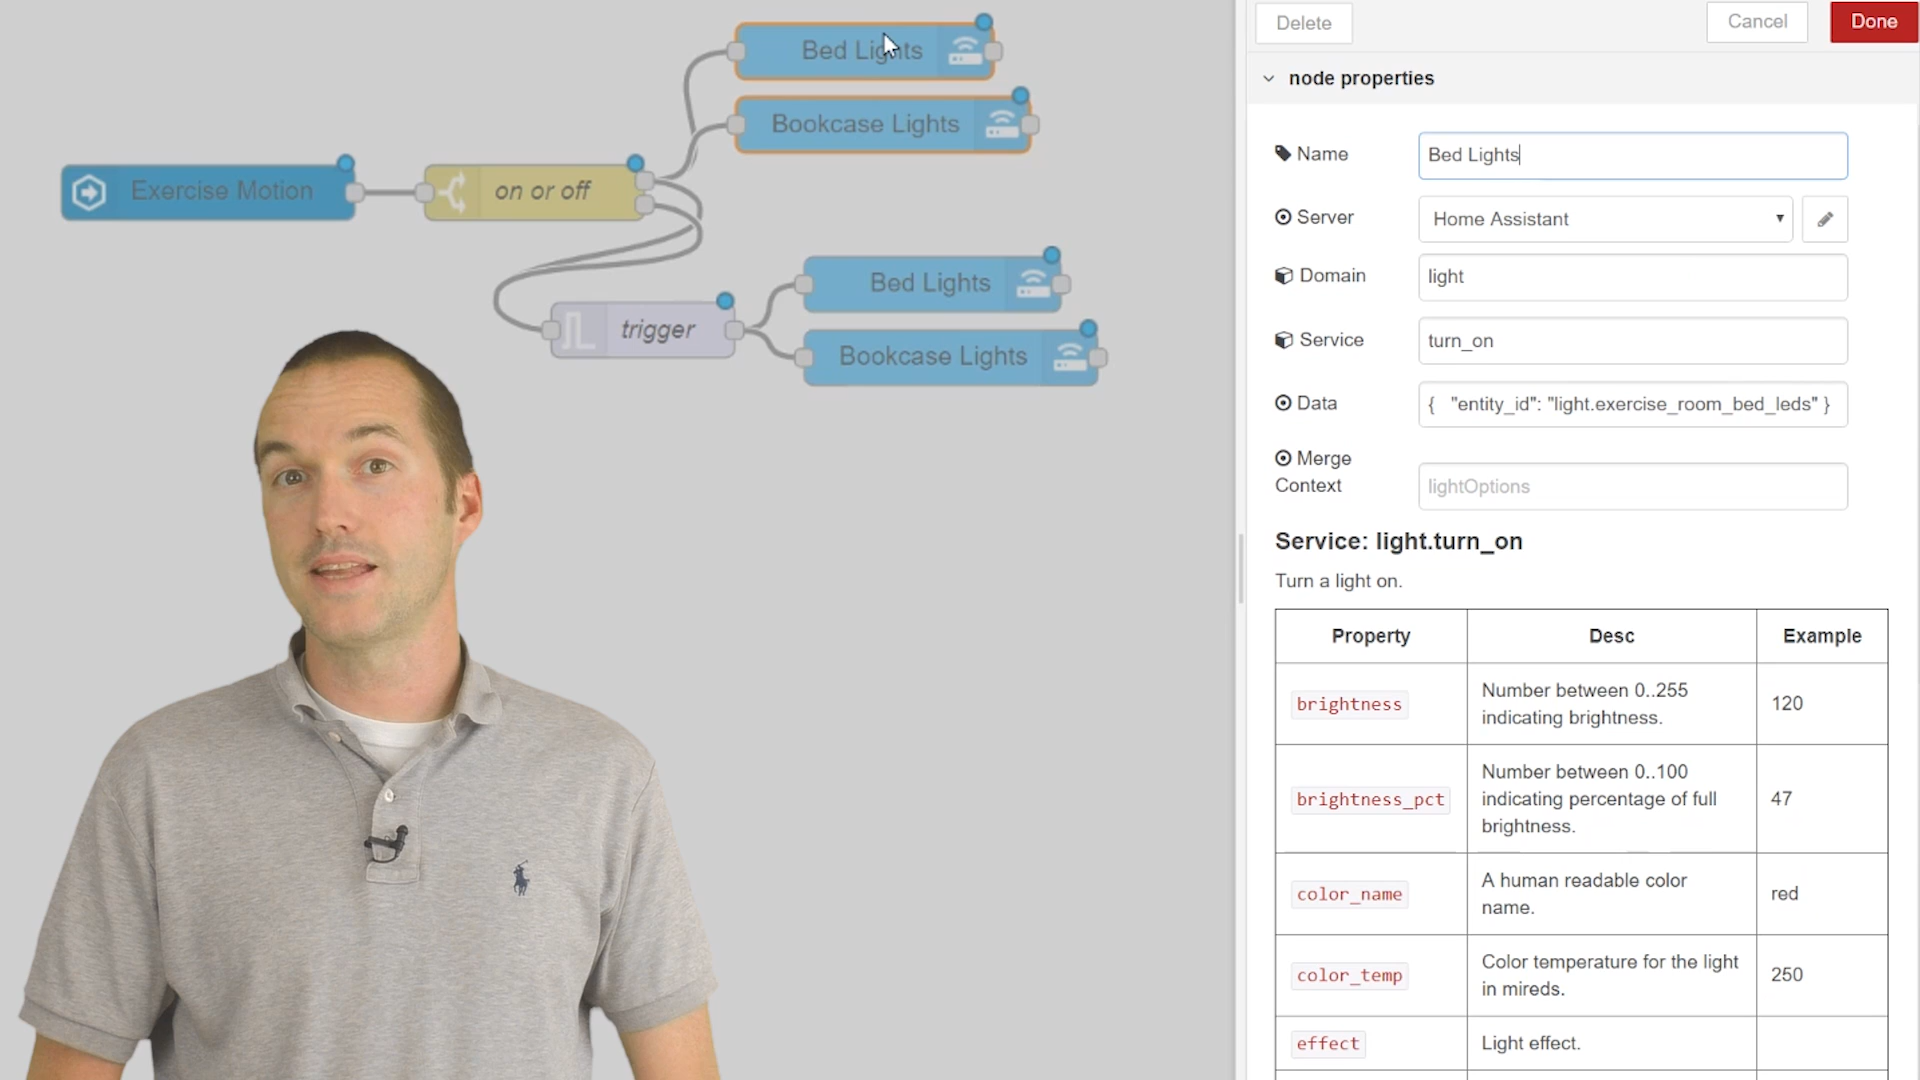 Bed Lights
Bookcase Lights
Exercise Motion
on or off
Bed Lights
trigger
Bookcase Lights
Delete
Cancel
Done
node properties
Name
Bed Lights
Server
Home Assistant
Domain
light
Service
turn_on
Data
{ "entity_id": "light.exercise_room_bed_leds" }
Merge
Context
lightOptions
Service: light.turn_on
Turn a light on.
Property
Desc
Example
brightness
Number between 0..255
indicating brightness.
120
brightness_pct
Number between 0..100
indicating percentage of full
brightness.
47
color_name
A human readable color
name.
red
color_temp
Color temperature for the light
in mireds.
250
effect
Light effect.